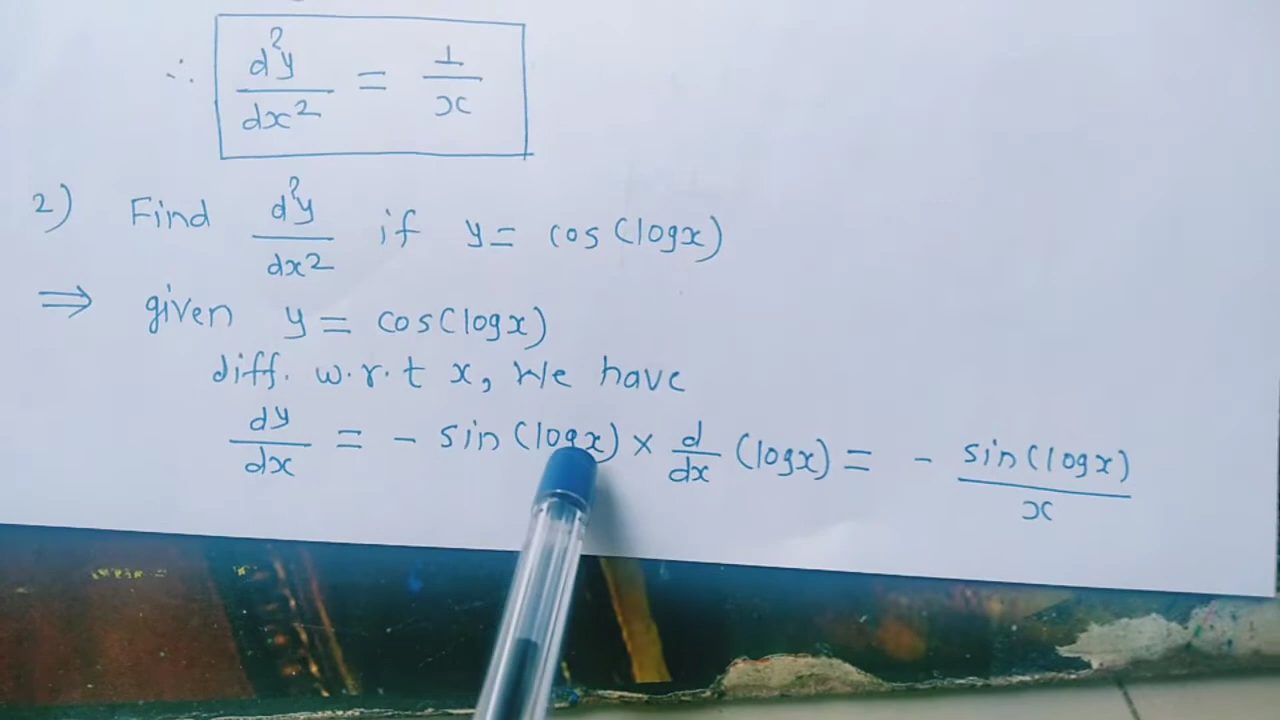 ∴ d²y/dx² = 1/x
2) Find d²y/dx² if y = cos(logx)
⇒ given y = cos(logx)
diff. w.r.t x, We have
dy/dx = - sin(logx) × d/dx (logx) = - sin(logx)/x